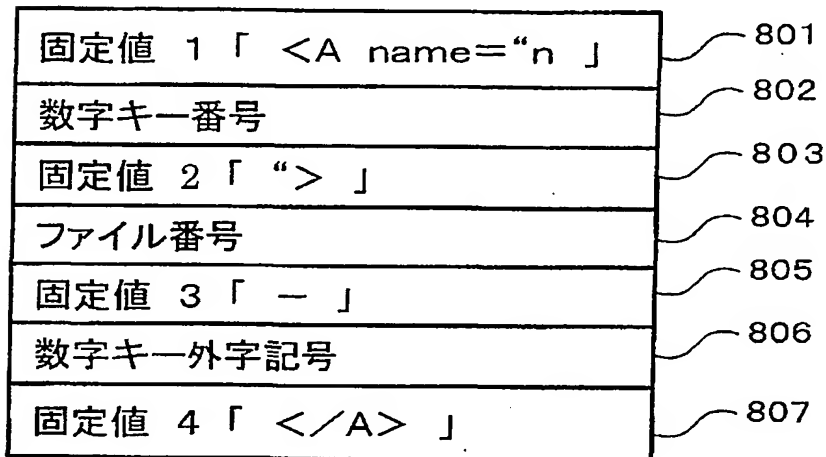 固定値 1「 <A name=“n 」 801
数字キー番号 802
固定値 2「 “> 」 803
ファイル番号 804
固定値 3「 − 」 805
数字キー外字記号 806
固定値 4「 </A> 」 807